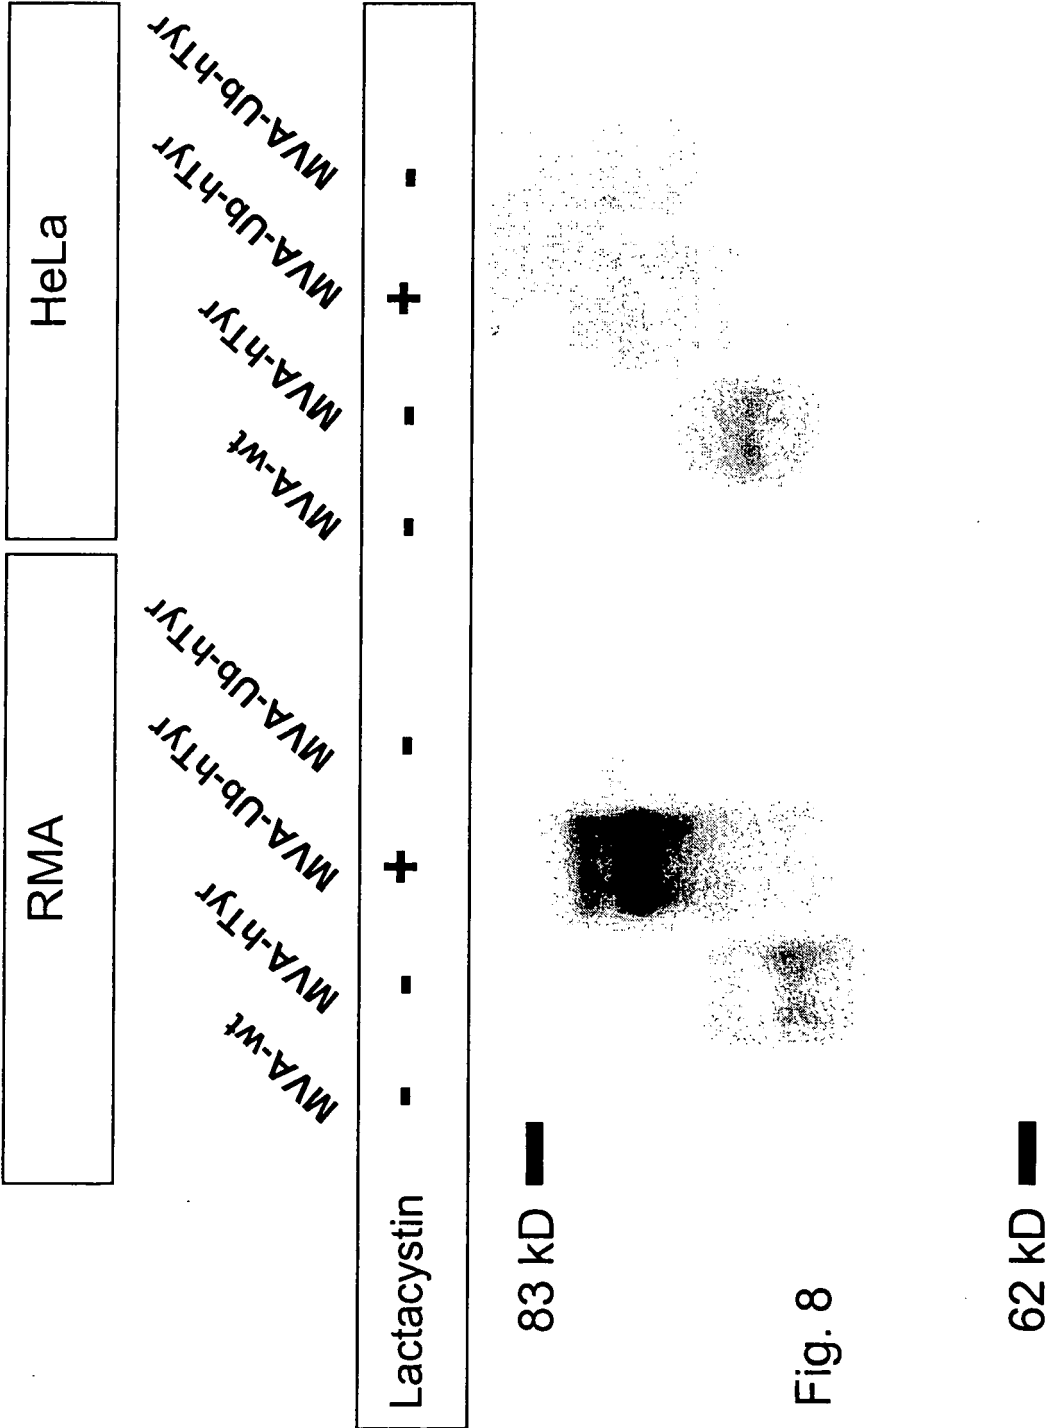 RMA HeLa
MVA-wt MVA-hTyr MVA-Ub-hTyr MVA-Ub-hTyr MVA-wt MVA-hTyr MVA-Ub-hTyr MVA-Ub-hTyr
Lactacystin - - + - - - + -
83 kD
Fig. 8
62 kD